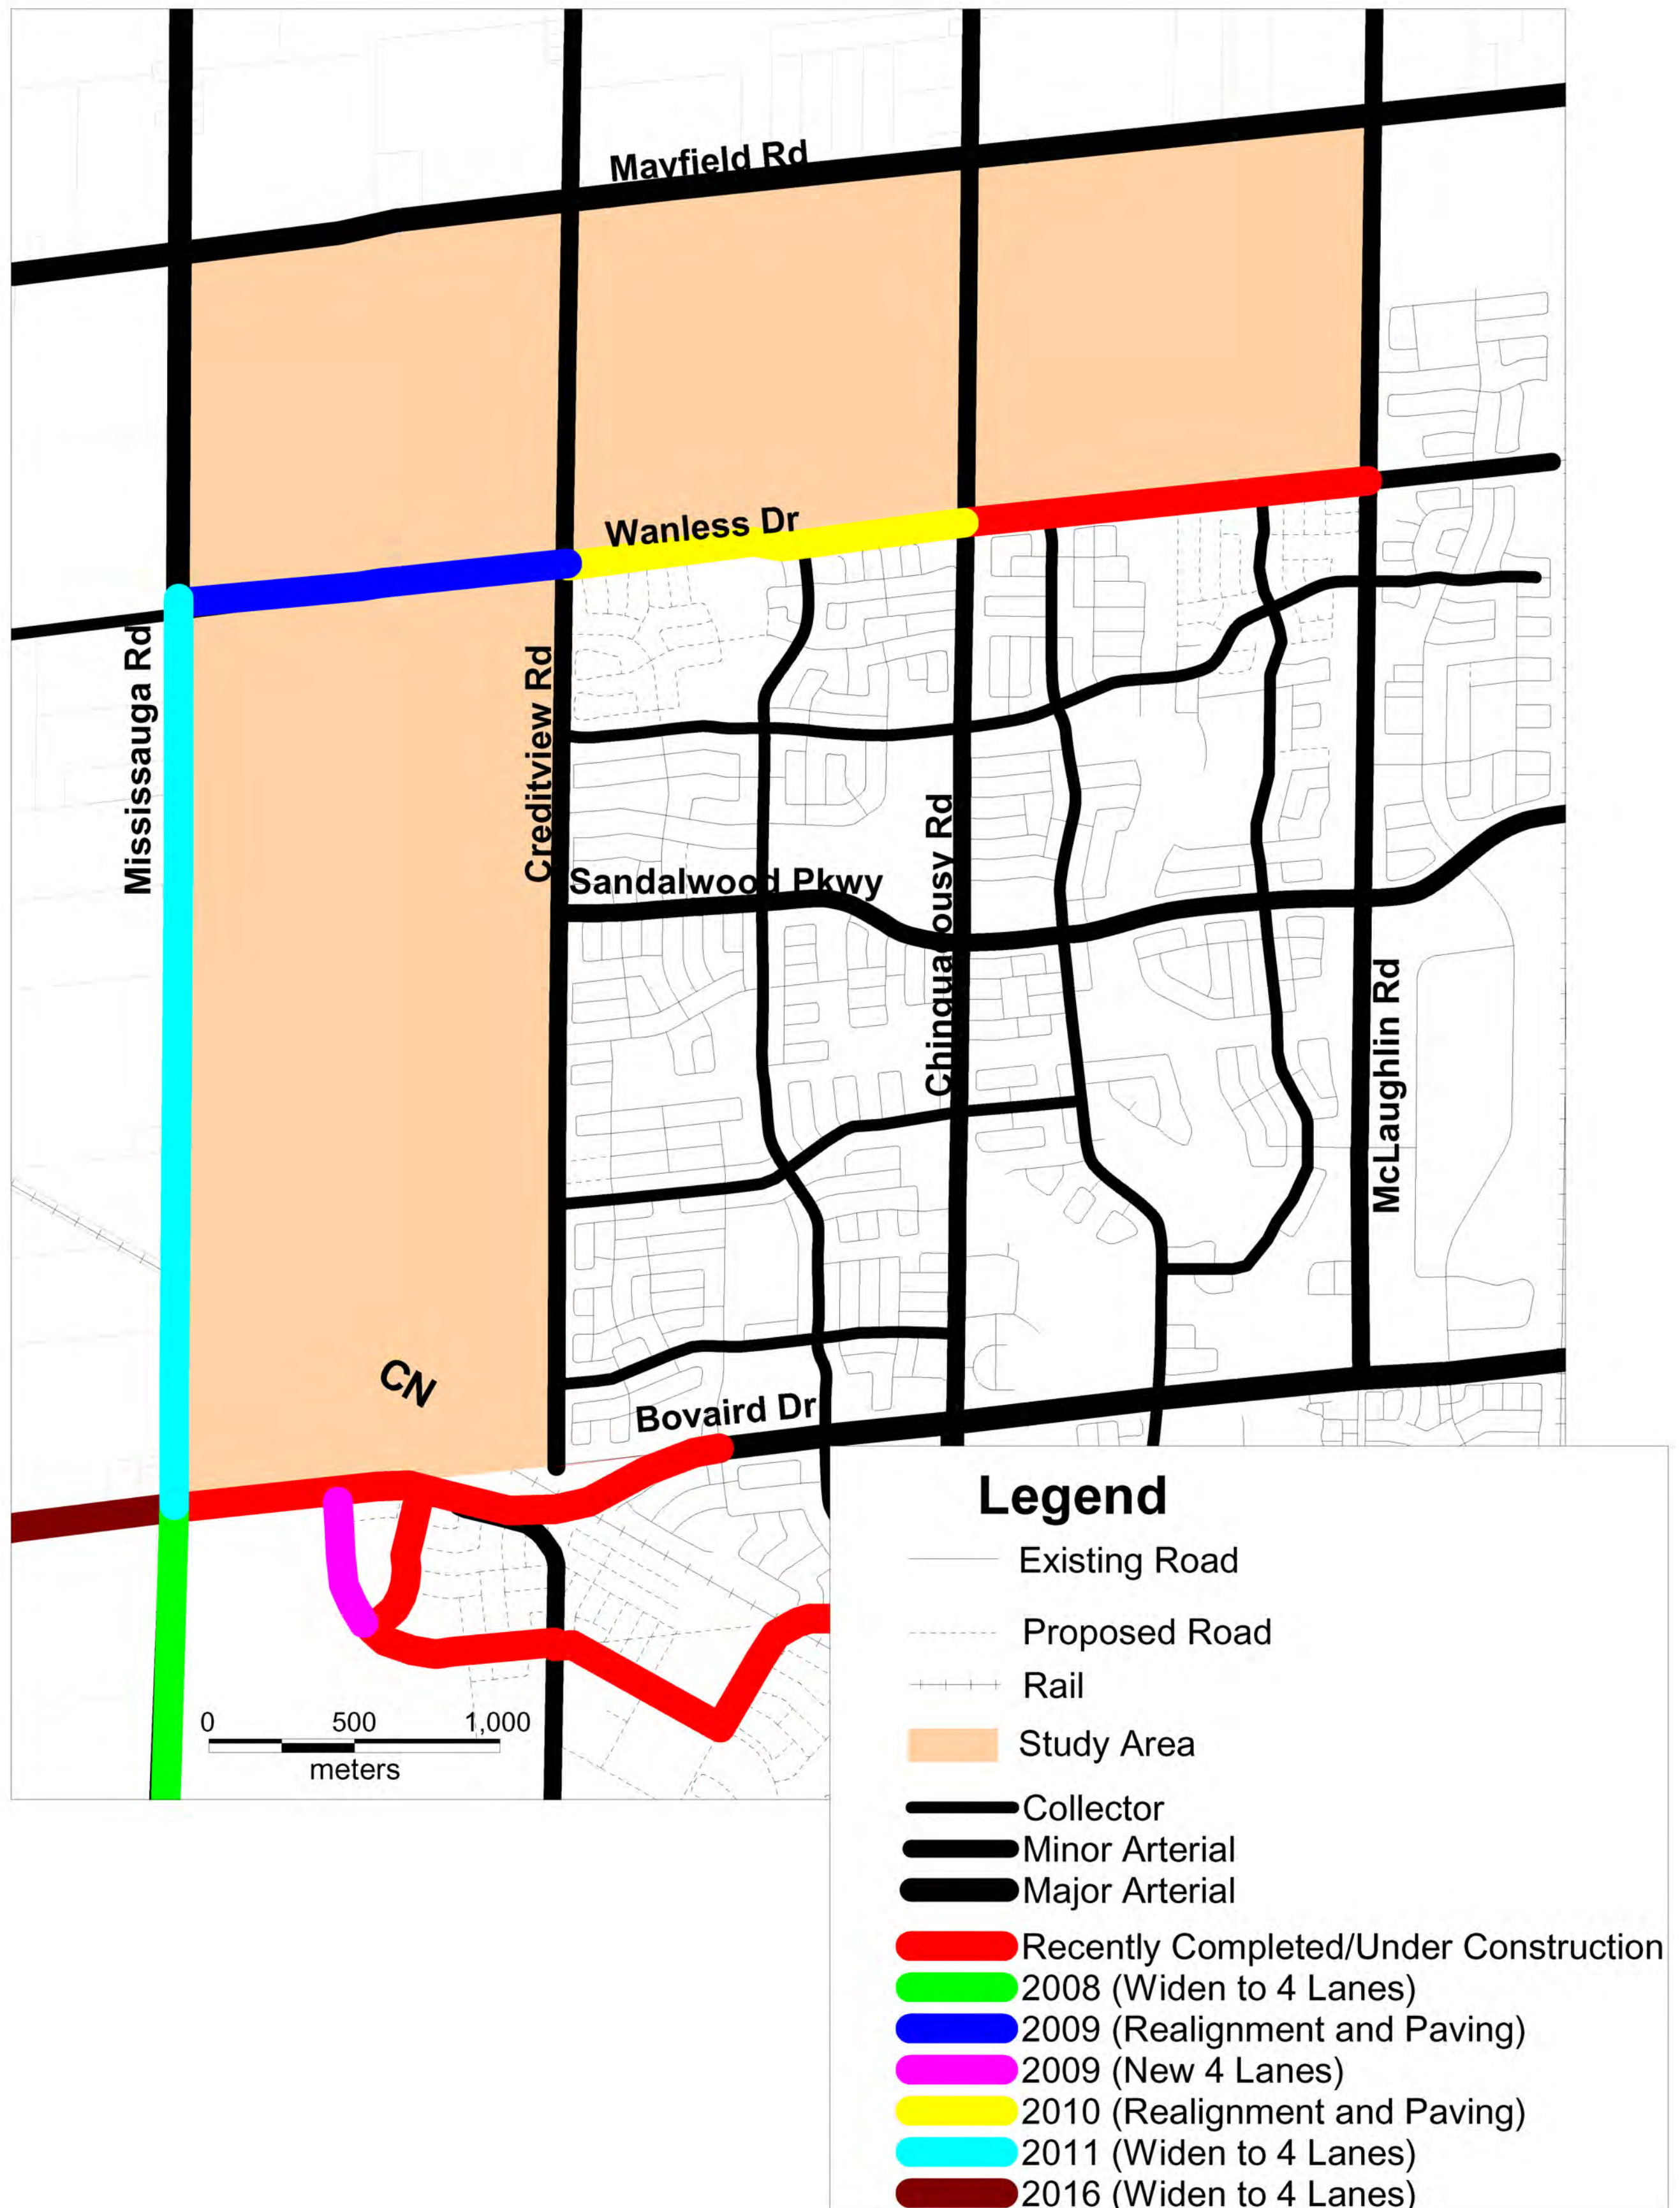 Mayfield Rd
Wanless Dr
Mississauga Rd
Creditview Rd
Sandalwood Pkwy
Chinguacousy Rd
McLaughlin Rd
CN
Bovaird Dr
0 500 1,000
meters
Legend
Existing Road
Proposed Road
Rail
Study Area
Collector
Minor Arterial
Major Arterial
Recently Completed/Under Construction
2008 (Widen to 4 Lanes)
2009 (Realignment and Paving)
2009 (New 4 Lanes)
2010 (Realignment and Paving)
2011 (Widen to 4 Lanes)
2016 (Widen to 4 Lanes)